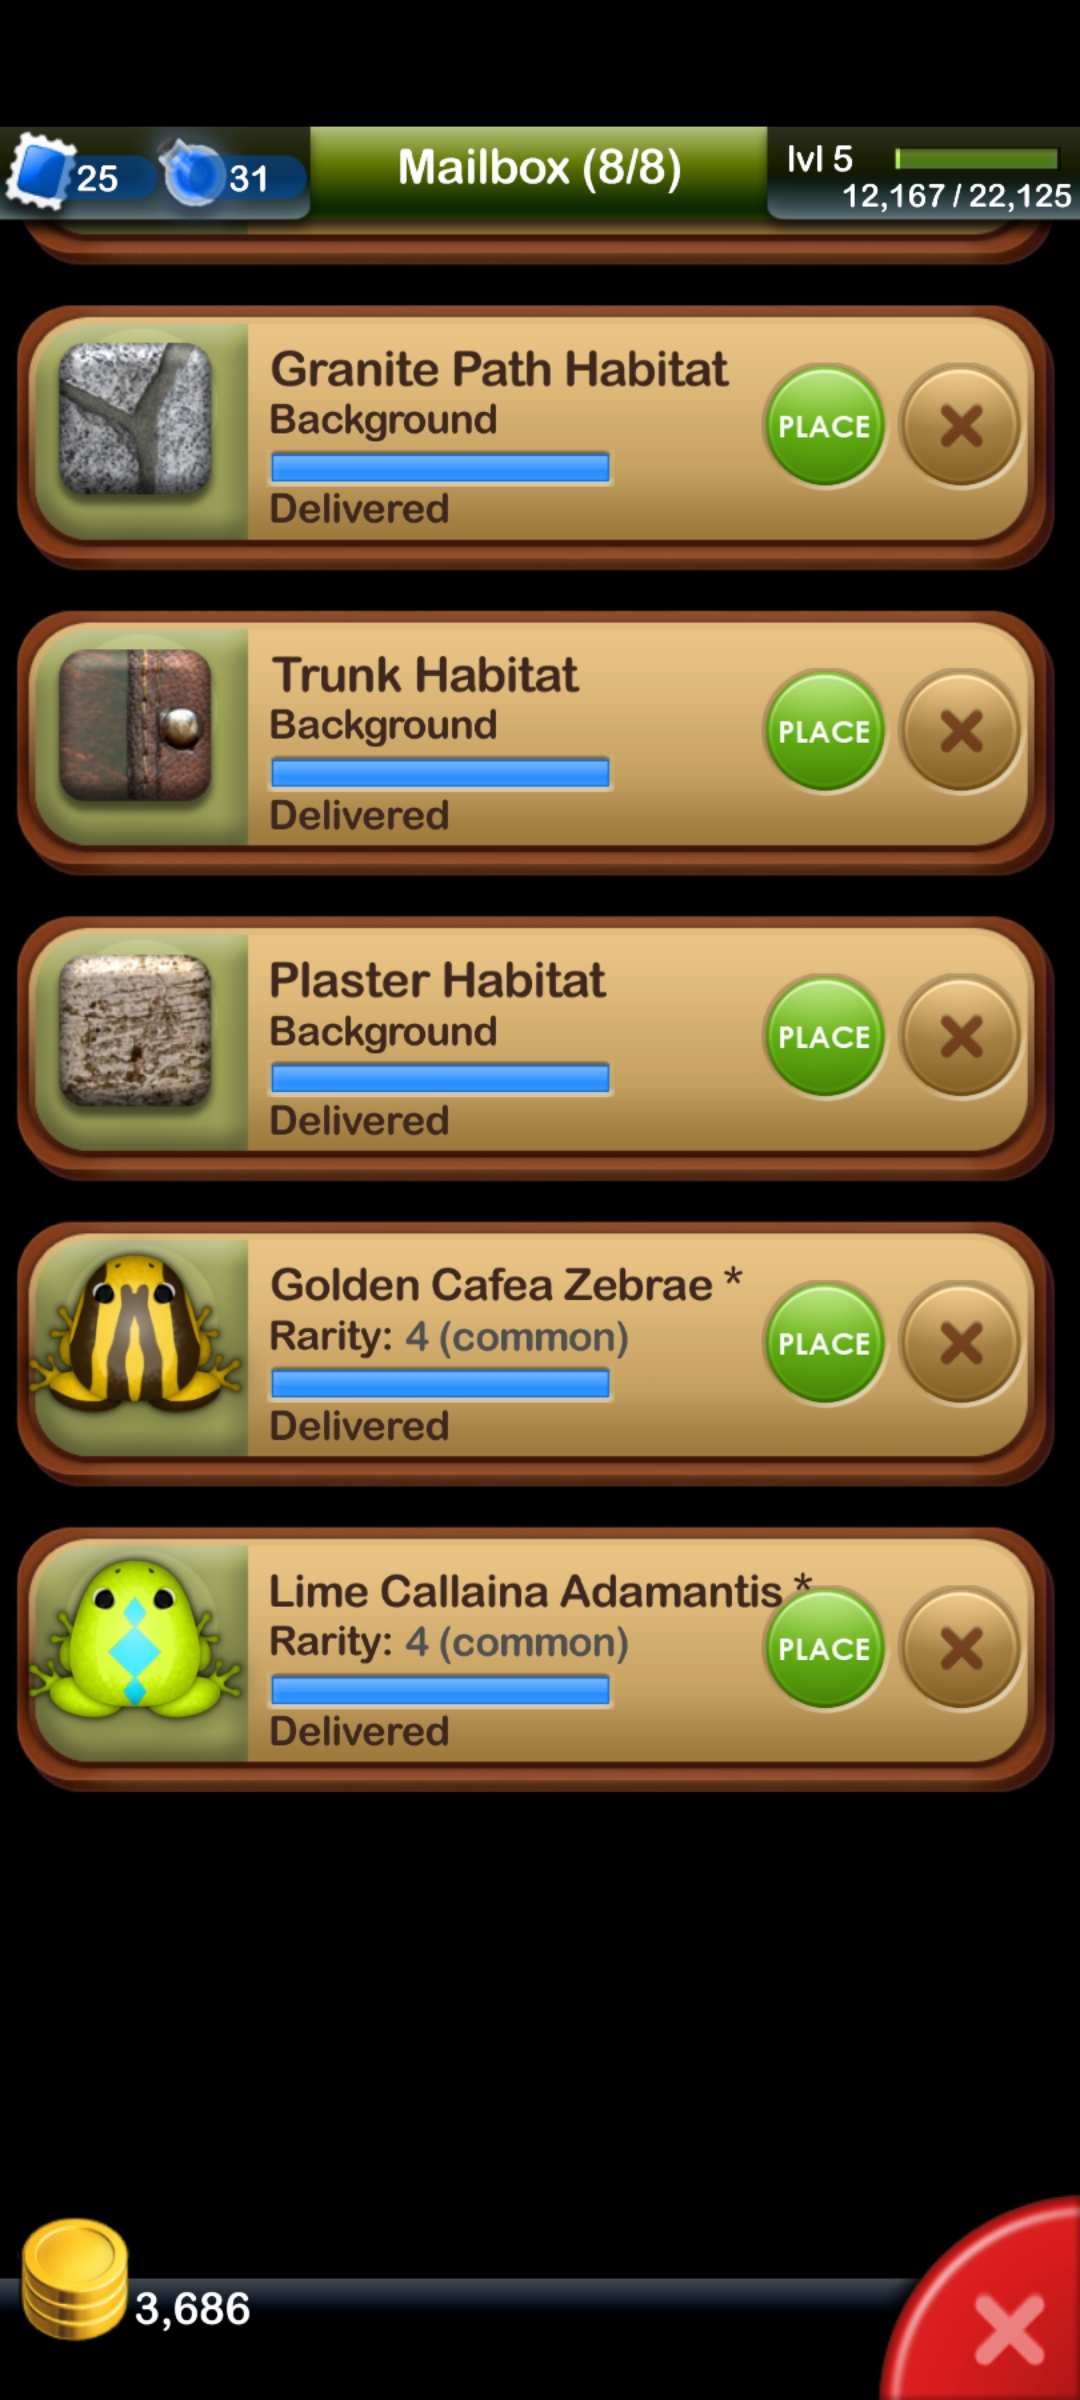 25 31 Mailbox (8/8) lvl 5
12,167 / 22,125
Granite Path Habitat
Background
Delivered
PLACE
Trunk Habitat
Background
Delivered
PLACE
Plaster Habitat
Background
Delivered
PLACE
Golden Cafea Zebrae *
Rarity: 4 (common)
Delivered
PLACE
Lime Callaina Adamantis *
Rarity: 4 (common)
Delivered
PLACE
3,686